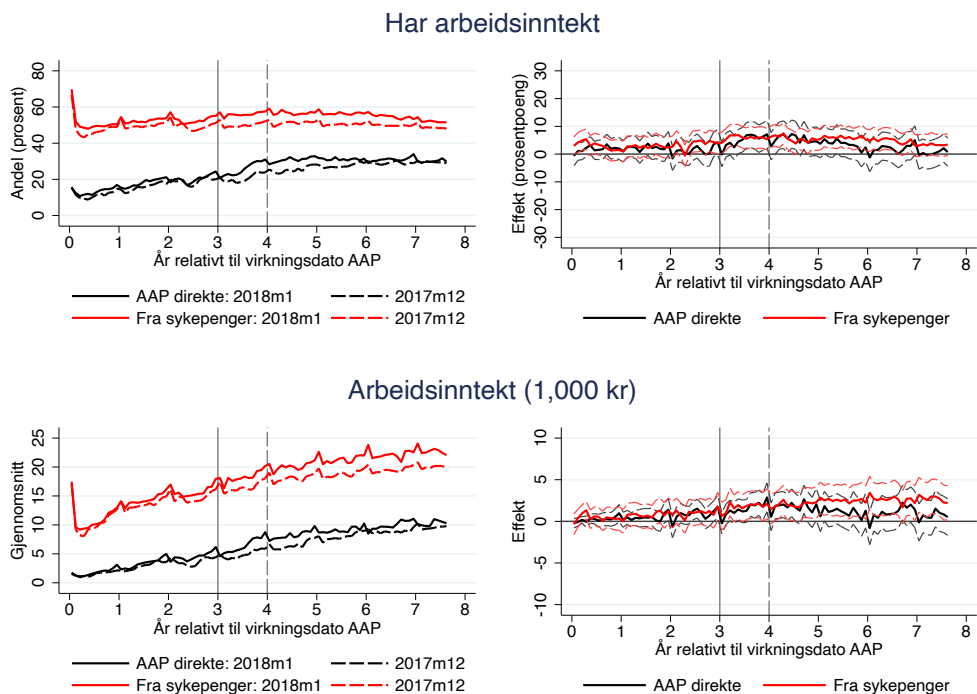 Har arbeidsinntekt
Andel (prosent)
80
60
40
20
0
0 1 2 3 4 5 6 7 8
År relativt til virkningsdato AAP
AAP direkte: 2018m1 2017m12
Fra sykepenger: 2018m1 2017m12
Effekt (prosentpoeng)
30
20
10
0
-10
-20
-30
0 1 2 3 4 5 6 7 8
År relativt til virkningsdato AAP
AAP direkte Fra sykepenger
Arbeidsinntekt (1,000 kr)
Gjennomsnitt
25
20
15
10
5
0
0 1 2 3 4 5 6 7 8
År relativt til virkningsdato AAP
AAP direkte: 2018m1 2017m12
Fra sykepenger: 2018m1 2017m12
Effekt
10
5
0
-5
-10
0 1 2 3 4 5 6 7 8
År relativt til virkningsdato AAP
AAP direkte Fra sykepenger